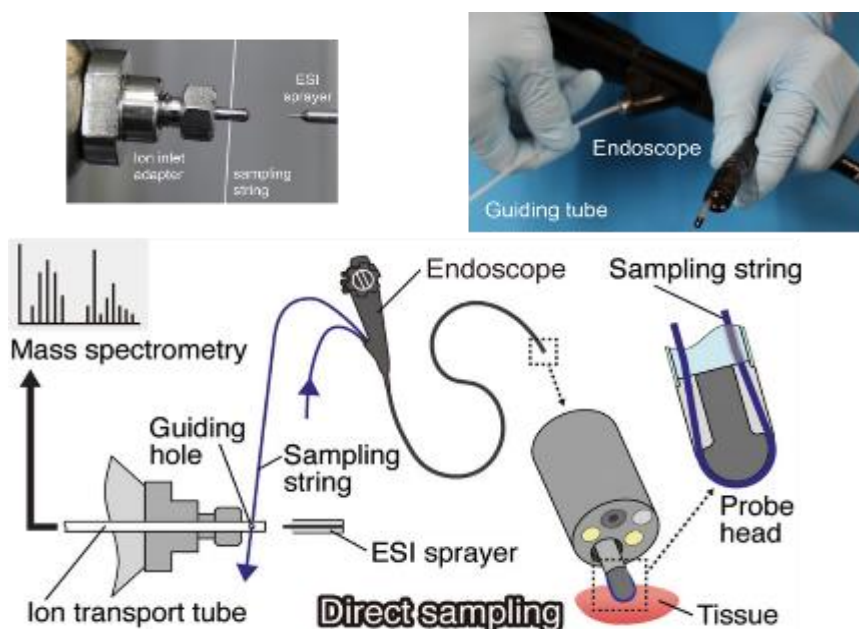 ESI
sprayer
Ion inlet
adapter
sampling
string
Endoscope
Guiding tube
Endoscope
Sampling string
Mass spectrometry
Guiding
hole
Sampling
string
Probe
head
ESI sprayer
Ion transport tube
Direct sampling
Tissue